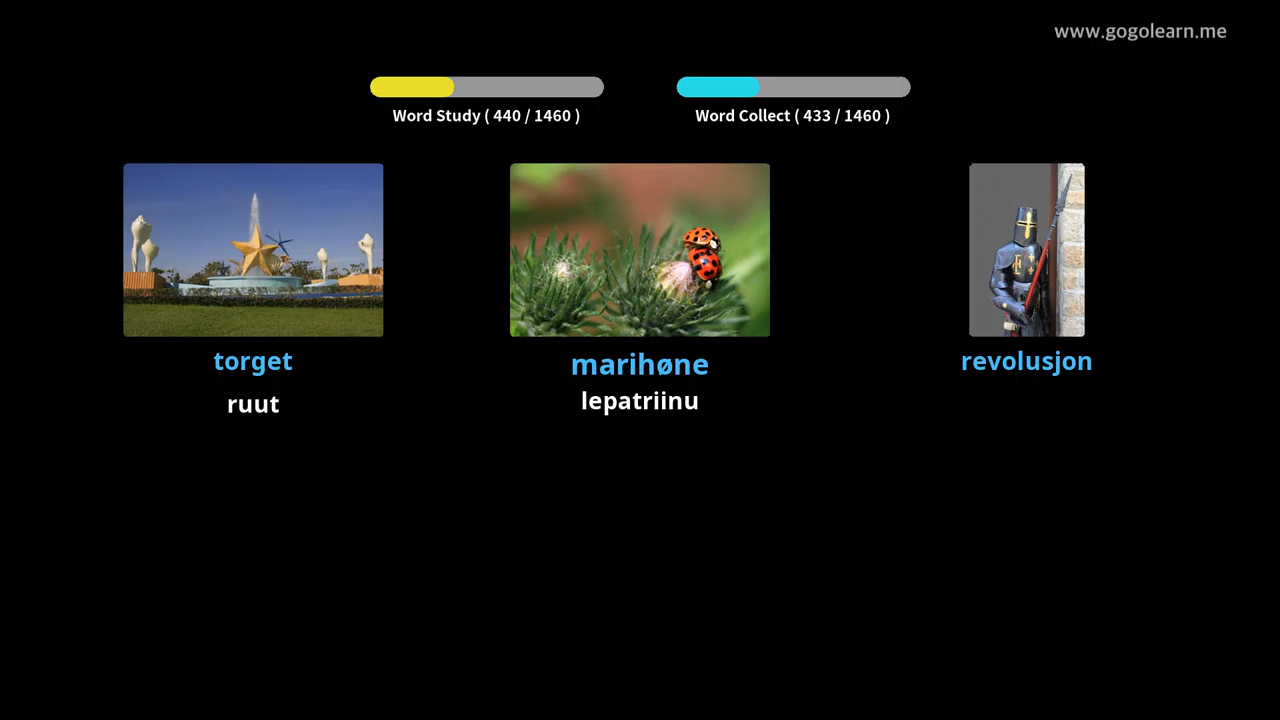 www.gogolearn.me
Word Study ( 440 / 1460 )
Word Collect ( 433 / 1460 )
torget
marihøne
revolusjon
ruut
lepatriinu